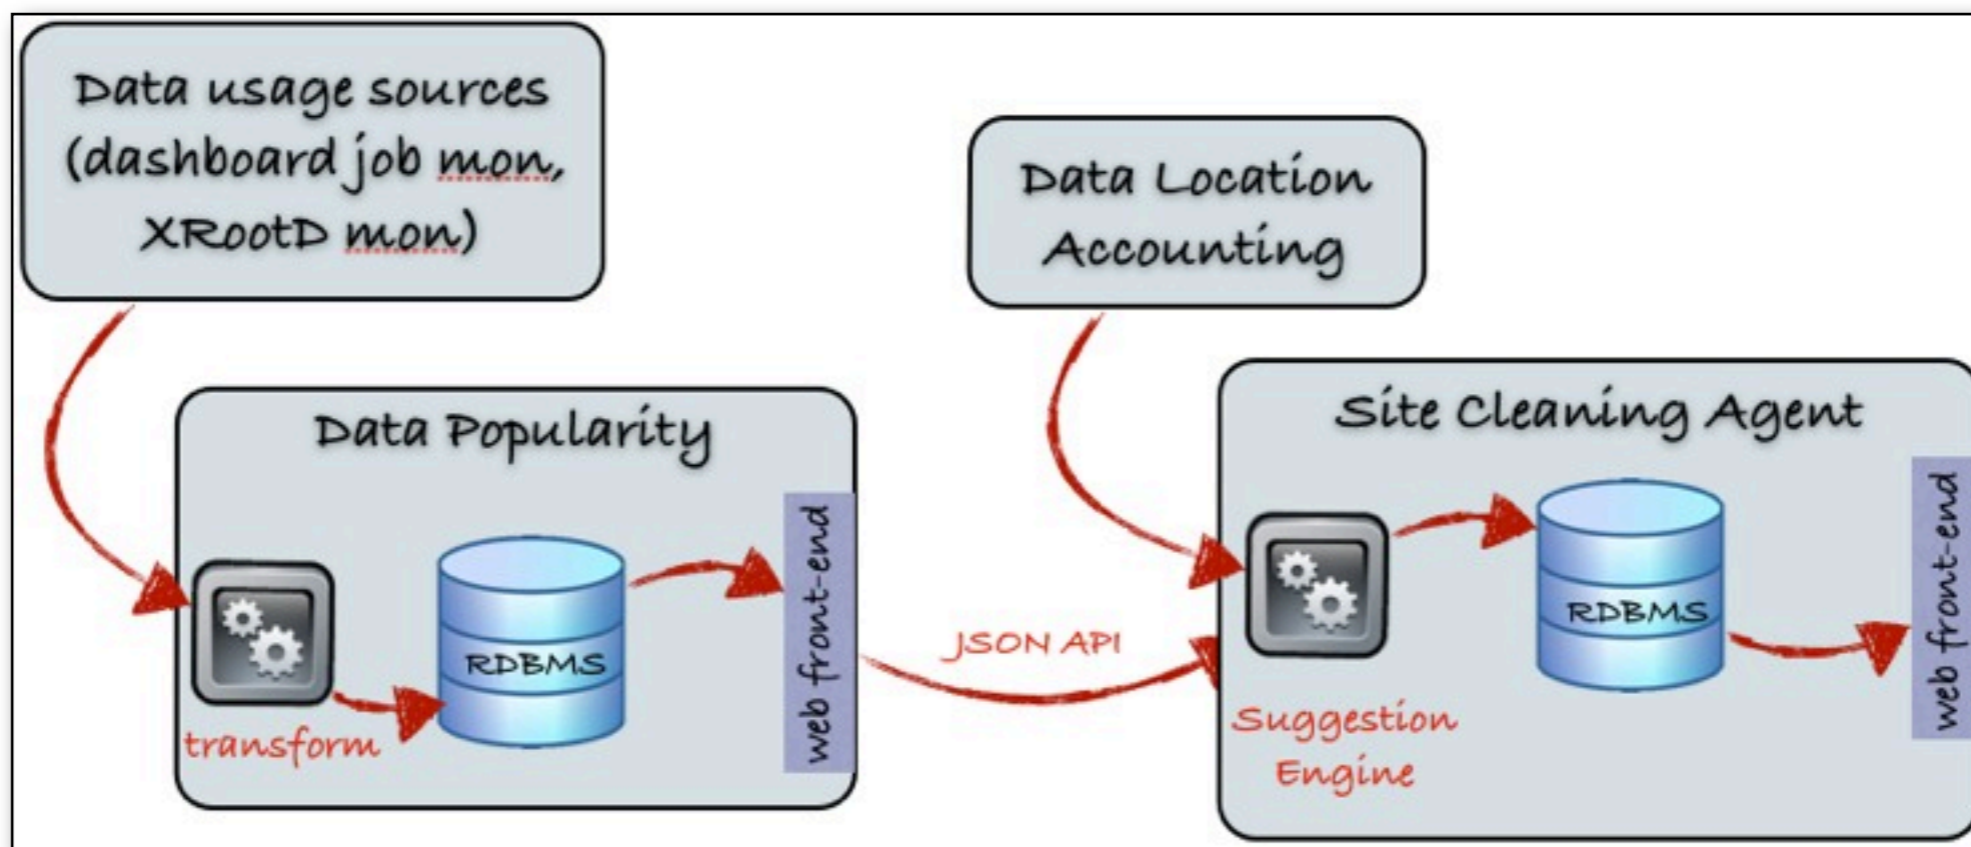 Data usage sources
(dashboard job mon,
XRootD mon)
Data Location
Accounting
Data Popularity
RDBMS
transform
web front-end
JSON API
Site Cleaning Agent
RDBMS
Suggestion
Engine
web front-end